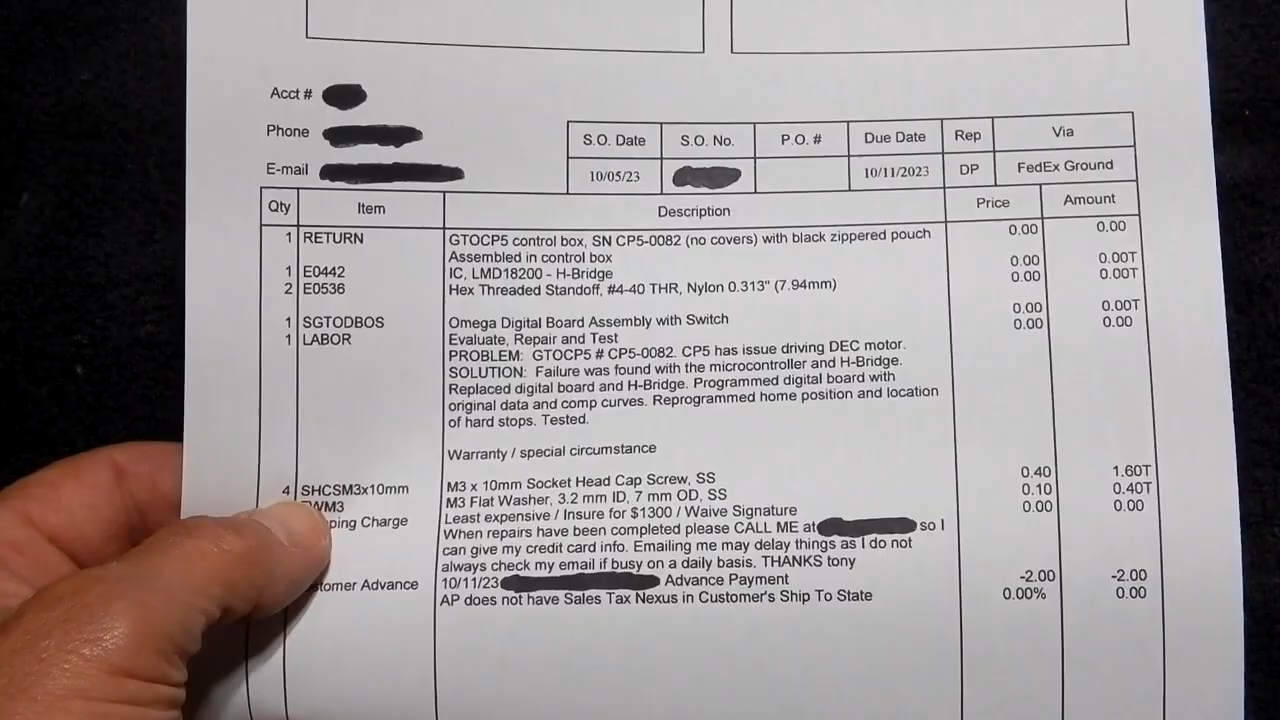 Acct #
Phone
E-mail
S.O. Date S.O. No. P.O. # Due Date Rep Via
10/05/23 10/11/2023 DP FedEx Ground
Qty Item Description Price Amount
1 RETURN GTOCP5 control box, SN CP5-0082 (no covers) with black zippered pouch 0.00 0.00
Assembled in control box
1 E0442 IC, LMD18200 - H-Bridge 0.00 0.00T
2 E0536 Hex Threaded Standoff, #4-40 THR, Nylon 0.313" (7.94mm) 0.00 0.00T
1 SGTODBOS Omega Digital Board Assembly with Switch 0.00 0.00T
1 LABOR Evaluate, Repair and Test 0.00 0.00
PROBLEM: GTOCP5 # CP5-0082. CP5 has issue driving DEC motor.
SOLUTION: Failure was found with the microcontroller and H-Bridge.
Replaced digital board and H-Bridge. Programmed digital board with
original data and comp curves. Reprogrammed home position and location
of hard stops. Tested.
Warranty / special circumstance
4 SHCSM3x10mm M3 x 10mm Socket Head Cap Screw, SS 0.40 1.60T
M3 Flat Washer, 3.2 mm ID, 7 mm OD, SS 0.10 0.40T
Charge Least expensive / Insure for $1300 / Waive Signature 0.00 0.00
When repairs have been completed please CALL ME at so I
can give my credit card info. Emailing me may delay things as I do not
always check my email if busy on a daily basis. THANKS tony
Advance 10/11/23 Advance Payment -2.00 -2.00
AP does not have Sales Tax Nexus in Customer's Ship To State 0.00% 0.00